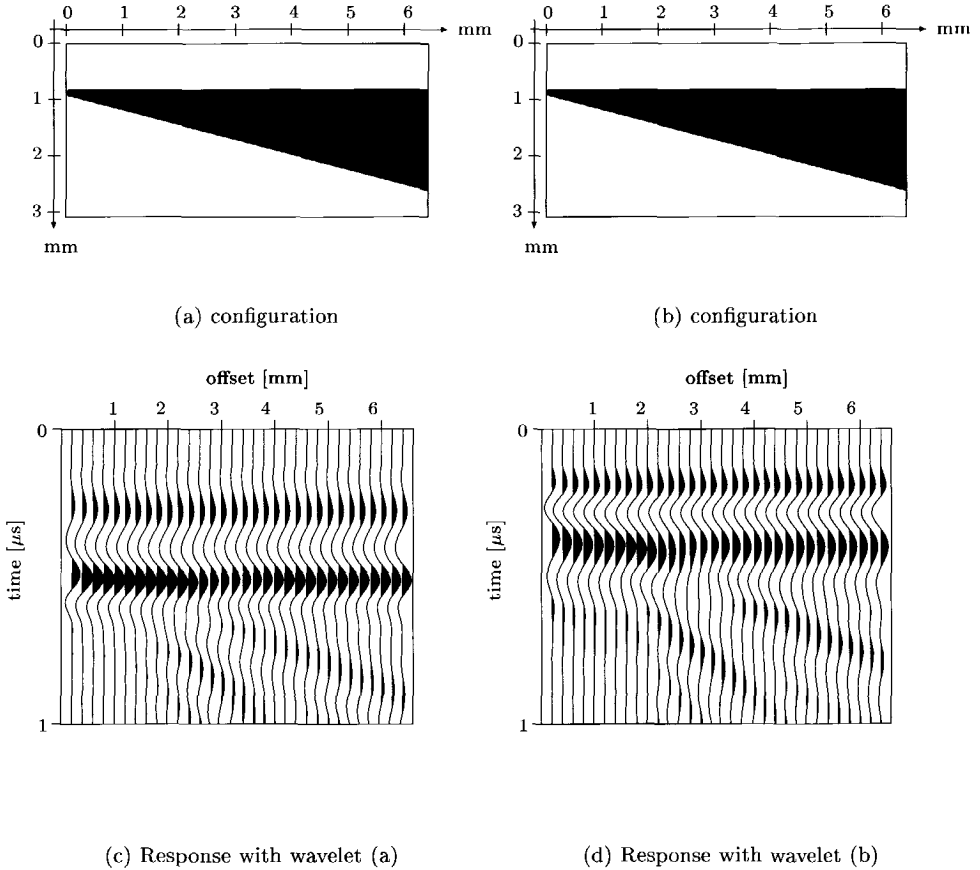 0 1 2 3 4 5 6 mm
0
1
2
3
mm
(a) configuration
0 1 2 3 4 5 6 mm
0
1
2
3
mm
(b) configuration
offset [mm]
1 2 3 4 5 6
0
time [μs]
1
(c) Response with wavelet (a)
offset [mm]
1 2 3 4 5 6
0
time [μs]
1
(d) Response with wavelet (b)